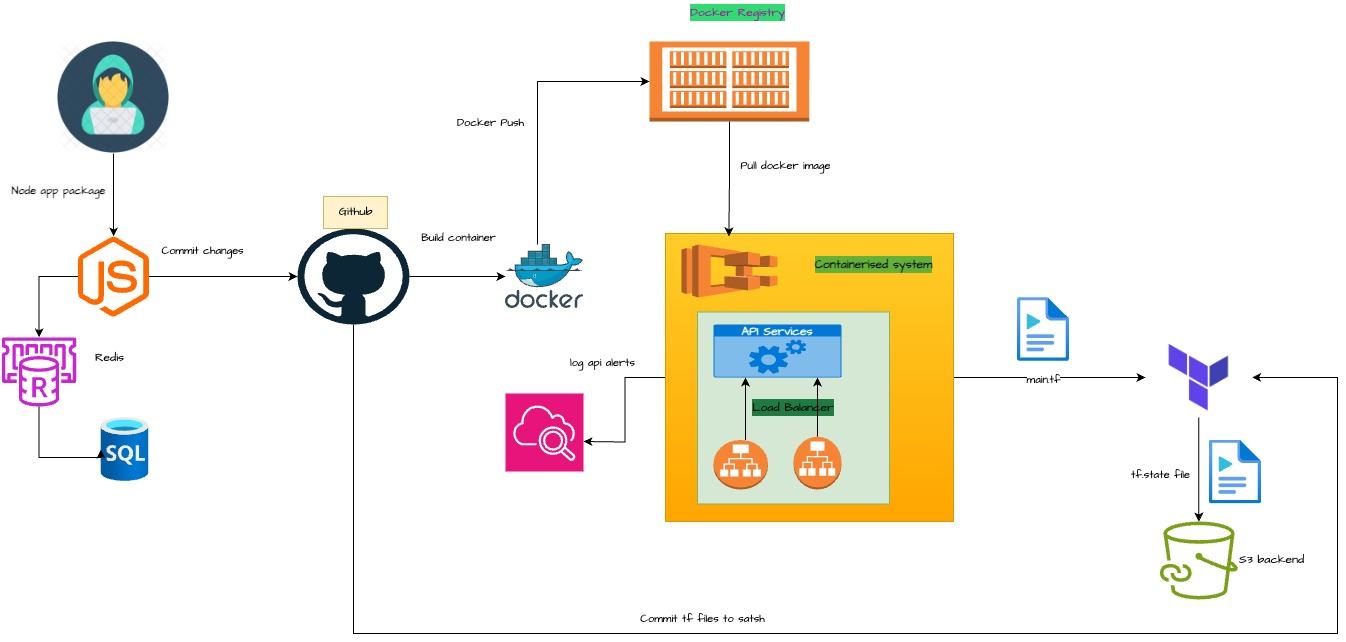 Docker Registry
Docker Push
Pull docker image
Node app package
Github
Commit changes
Build container
JS
docker
Containerised system
API Services
Redis
R
log api alerts
main.tf
Load Balancer
SQL
tf.state file
S3 backend
Commit tf files to satsh